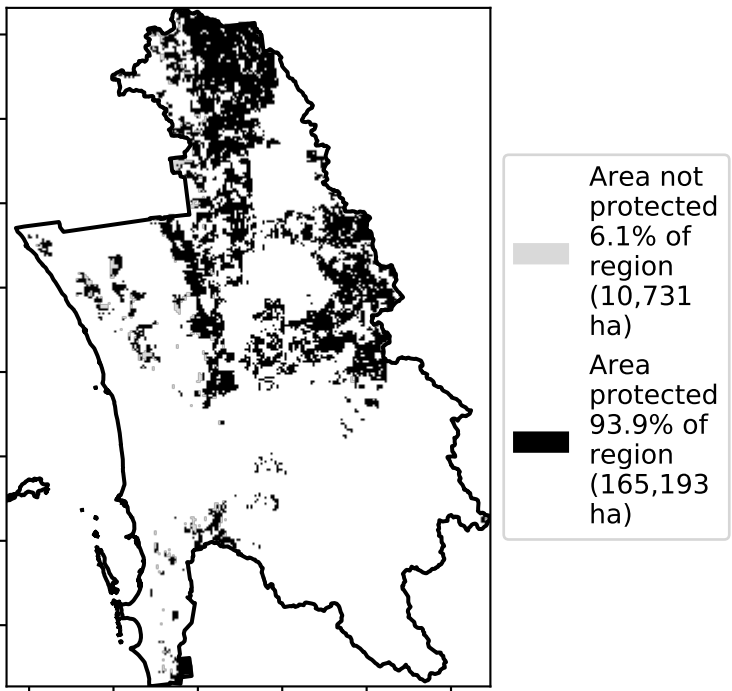 Area not
protected
6.1% of
region
(10,731
ha)
Area
protected
93.9% of
region
(165,193
ha)